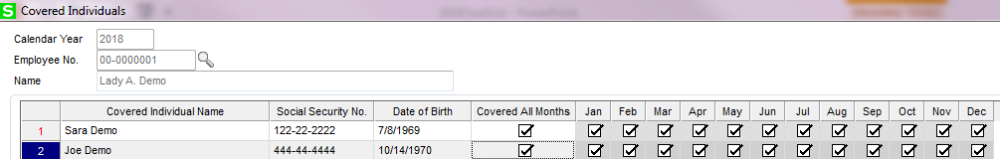 S Covered Individuals
Calendar Year 2018
Employee No. 00-0000001
Name Lady A. Demo
Covered Individual Name Social Security No. Date of Birth Covered All Months Jan Feb Mar Apr May Jun Jul Aug Sep Oct Nov Dec
1 Sara Demo 122-22-2222 7/8/1969
2 Joe Demo 444-44-4444 10/14/1970